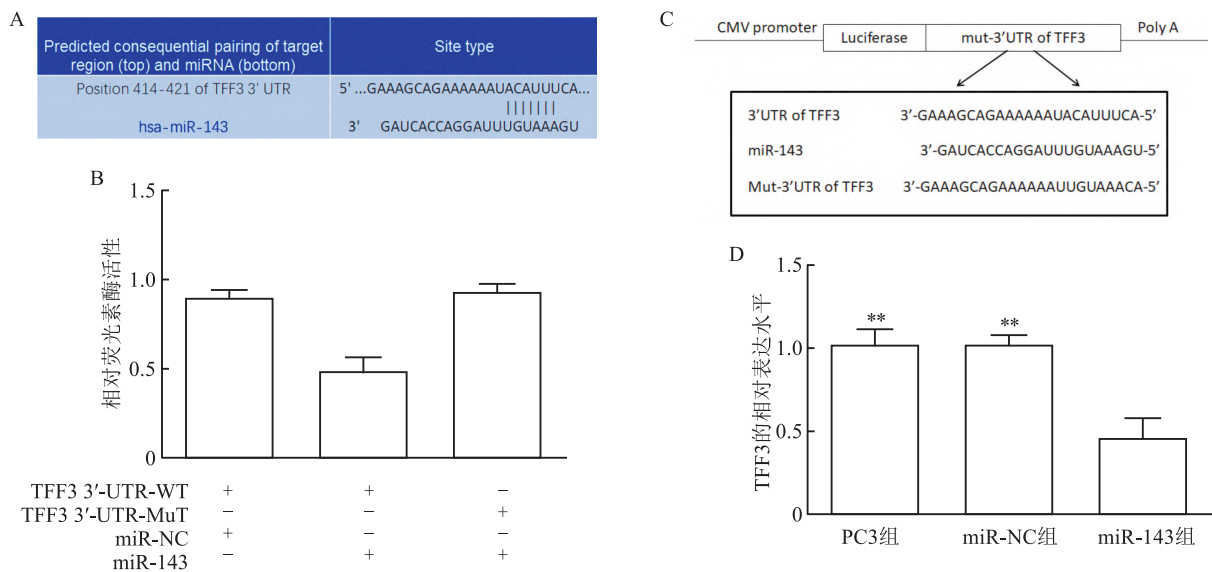 A
Predicted consequential pairing of target
region (top) and miRNA (bottom)
Site type
Position 414-421 of TFF3 3' UTR
5' ...GAAAGCAGAAAAAAUACAUUUCA...
hsa-miR-143
3' GAUCACCAGGAUUUGUAAAGU
B
1.5
1.0
0.5
0
相对荧光素酶活性
TFF3 3′-UTR-WT + + −
TFF3 3′-UTR-MuT − − +
miR-NC + − −
miR-143 − + +
C
CMV promoter
Luciferase
mut-3'UTR of TFF3
Poly A
3'UTR of TFF3 3'-GAAAGCAGAAAAAAUACAUUUCA-5'
miR-143 3'-GAUCACCAGGAUUUGUAAAGU-5'
Mut-3'UTR of TFF3 3'-GAAAGCAGAAAAAAUUGUAAACA-5'
D
1.5
1.0
0.5
0
TFF3的相对表达水平
**
**
PC3组
miR-NC组
miR-143组